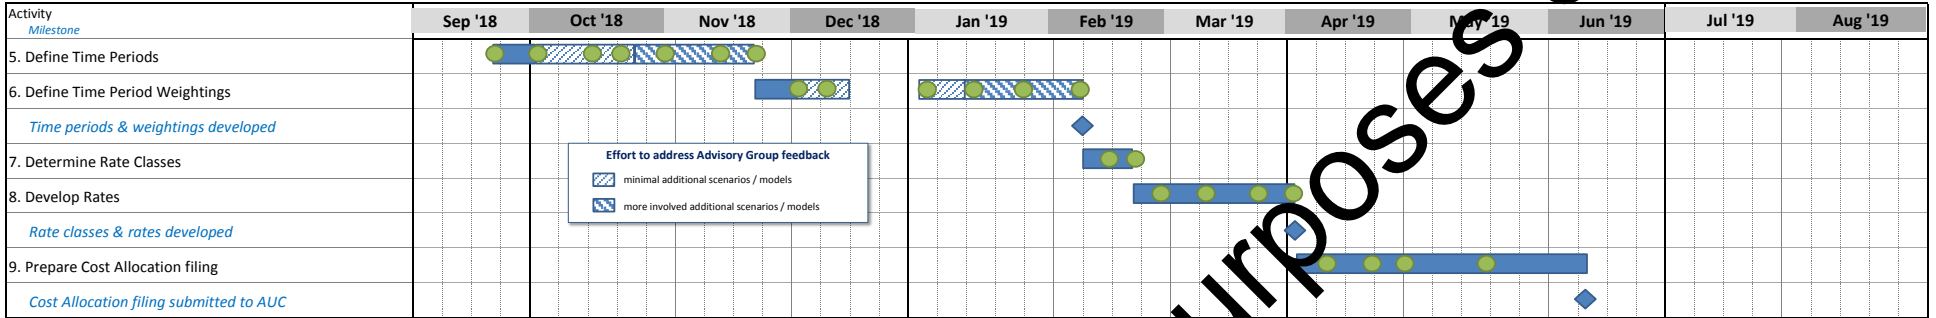 Activity
Milestone
Sep '18 Oct '18 Nov '18 Dec '18 Jan '19 Feb '19 Mar '19 Apr '19 May '19 Jun '19 Jul '19 Aug '19
5. Define Time Periods
6. Define Time Period Weightings
Time periods & weightings developed
7. Determine Rate Classes
8. Develop Rates
Rate classes & rates developed
9. Prepare Cost Allocation filing
Cost Allocation filing submitted to AUC
Effort to address Advisory Group feedback
minimal additional scenarios / models
more involved additional scenarios / models
urposes